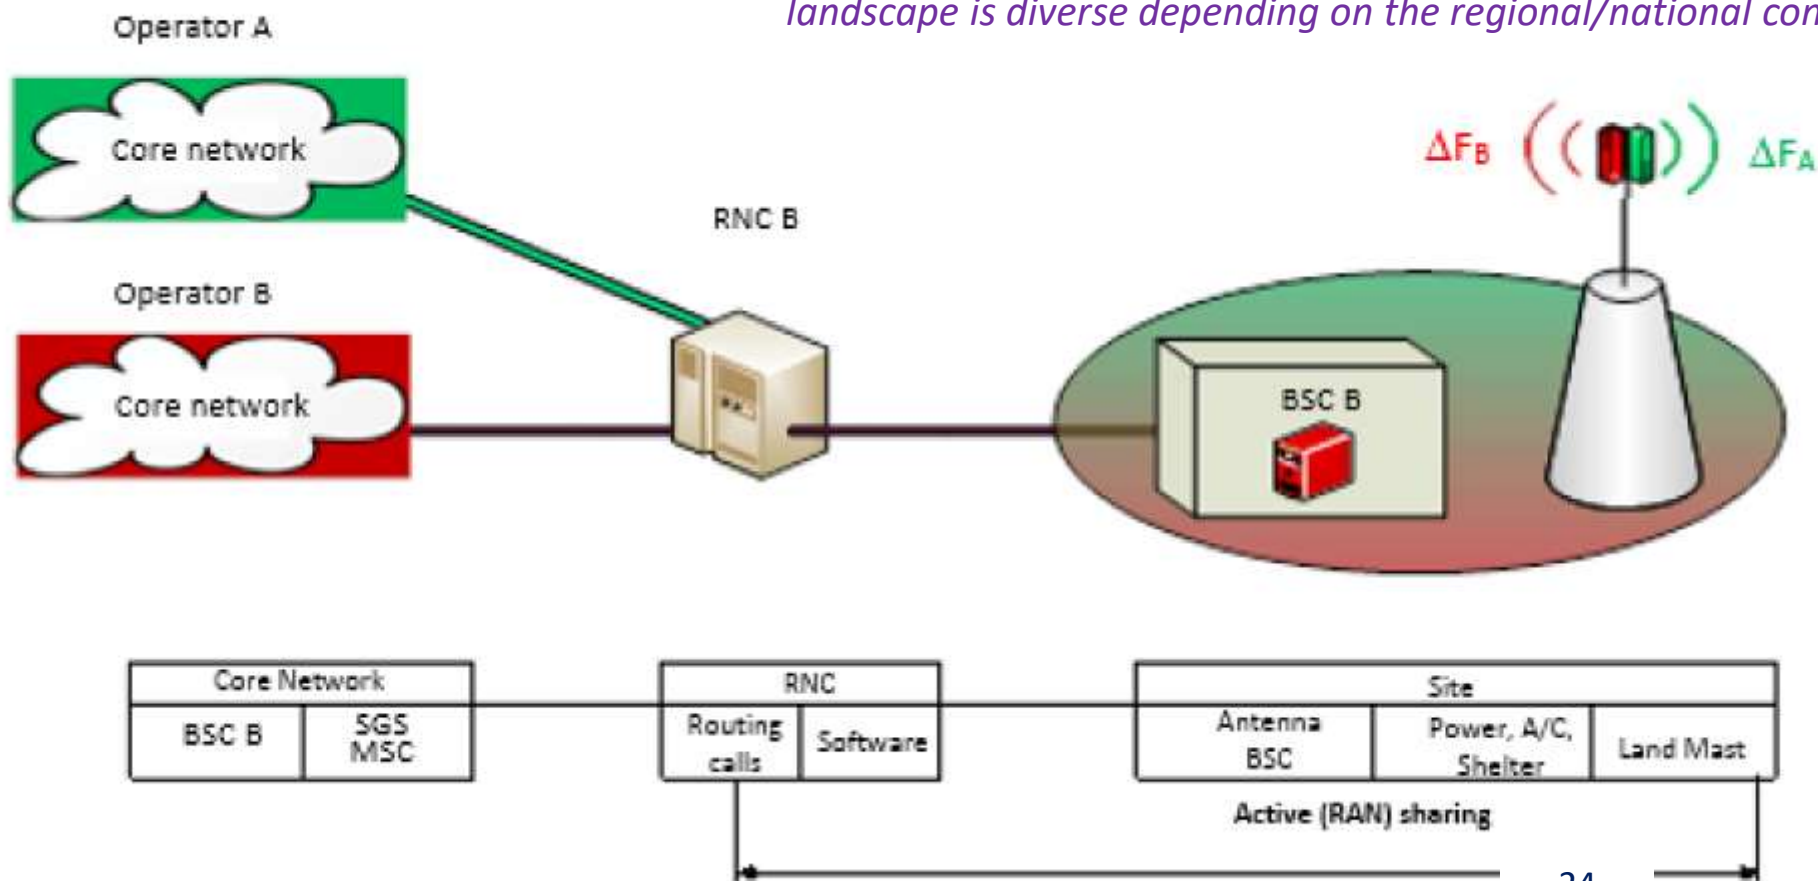 landscape is diverse depending on the regional/national con
Operator A
Core network
ΔFB
ΔFA
RNC B
Operator B
Core network
BSC B
Core Network
BSC B
SGS
MSC
RNC
Routing
calls
Software
Site
Antenna
BSC
Power, A/C,
Shelter
Land Mast
Active (RAN) sharing